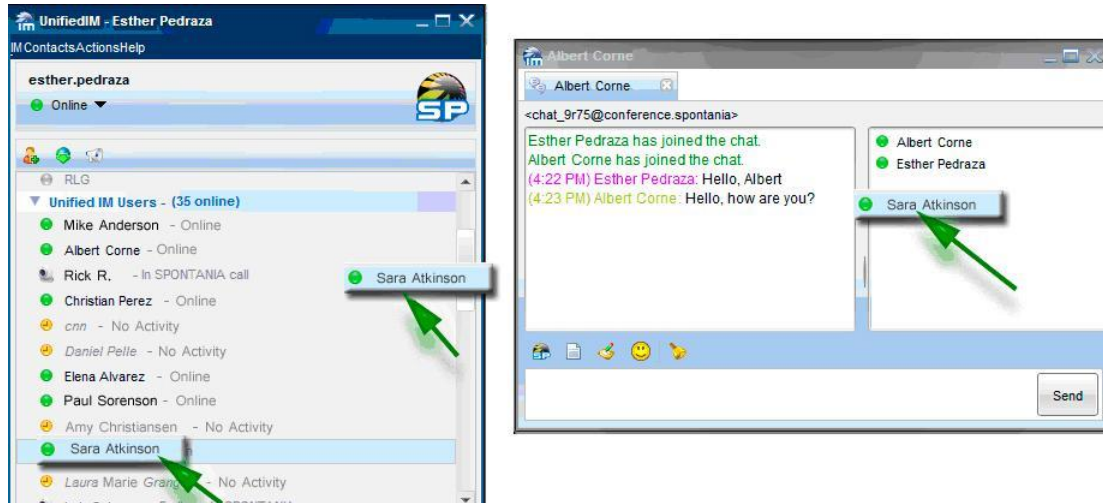 UnifiedIM - Esther Pedraza
IMContactsActionsHelp
esther.pedraza
Online
SP
RLG
Unified IM Users - (35 online)
Mike Anderson - Online
Albert Corne - Online
Rick R. - In SPONTANIA call
Christian Perez - Online
cnn - No Activity
Daniel Pelle - No Activity
Elena Alvarez - Online
Paul Sorenson - Online
Amy Christiansen - No Activity
Sara Atkinson
Laura Marie - No Activity
Sara Atkinson
Albert Corne
Albert Corne
<chat_9r75@conference.spontania>
Esther Pedraza has joined the chat.
Albert Corne has joined the chat.
(4:22 PM) Esther Pedraza: Hello, Albert
(4:23 PM) Albert Corne: Hello, how are you?
Albert Corne
Esther Pedraza
Sara Atkinson
Send